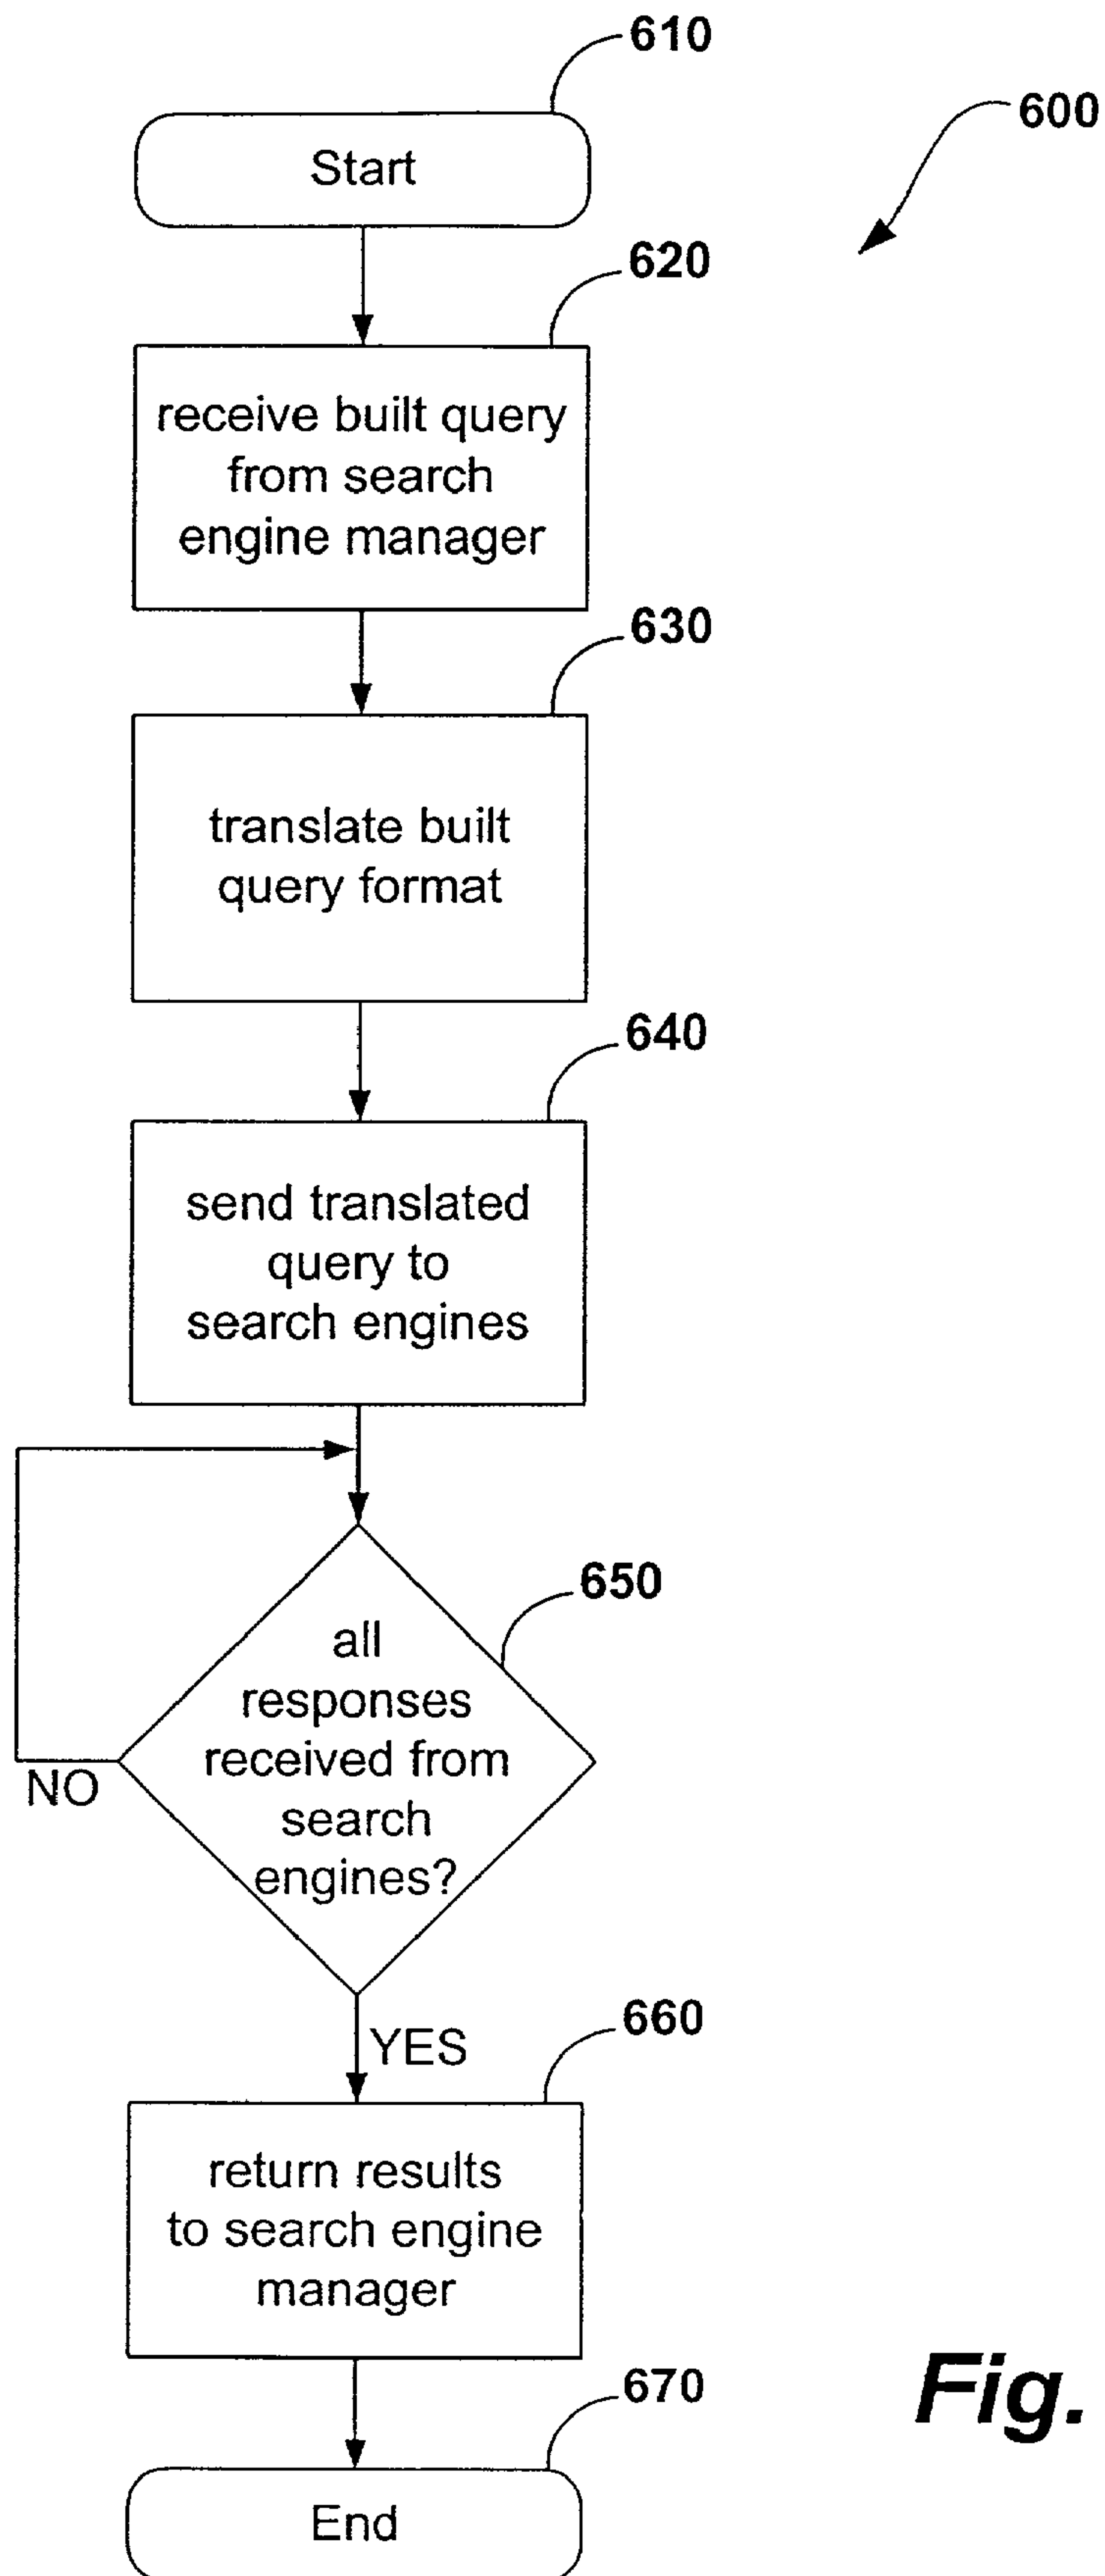 610
600
Start
620
receive built query
from search
engine manager
630
translate built
query format
640
send translated
query to
search engines
650
all
responses
received from
search
engines?
NO
YES
660
return results
to search engine
manager
670
Fig.
End